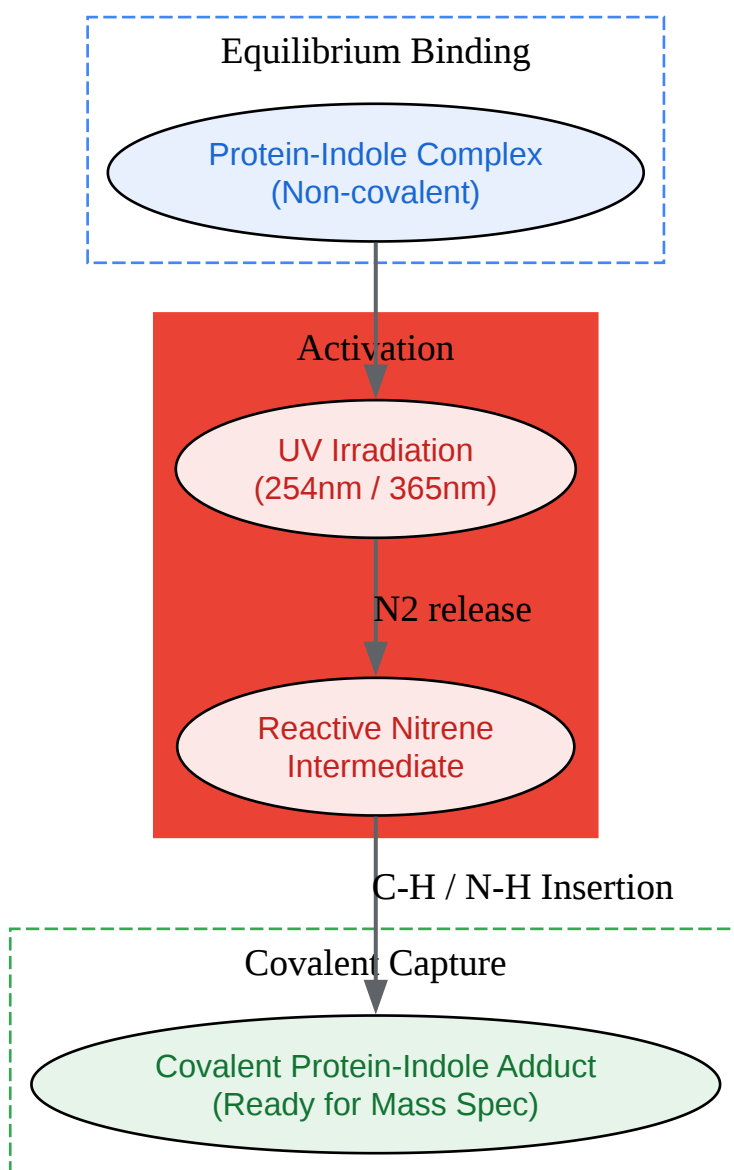 Equilibrium Binding
Protein-Indole Complex
(Non-covalent)
Activation
UV Irradiation
(254nm / 365nm)
N2 release
Reactive Nitrene
Intermediate
C-H / N-H Insertion
Covalent Capture
Covalent Protein-Indole Adduct
(Ready for Mass Spec)